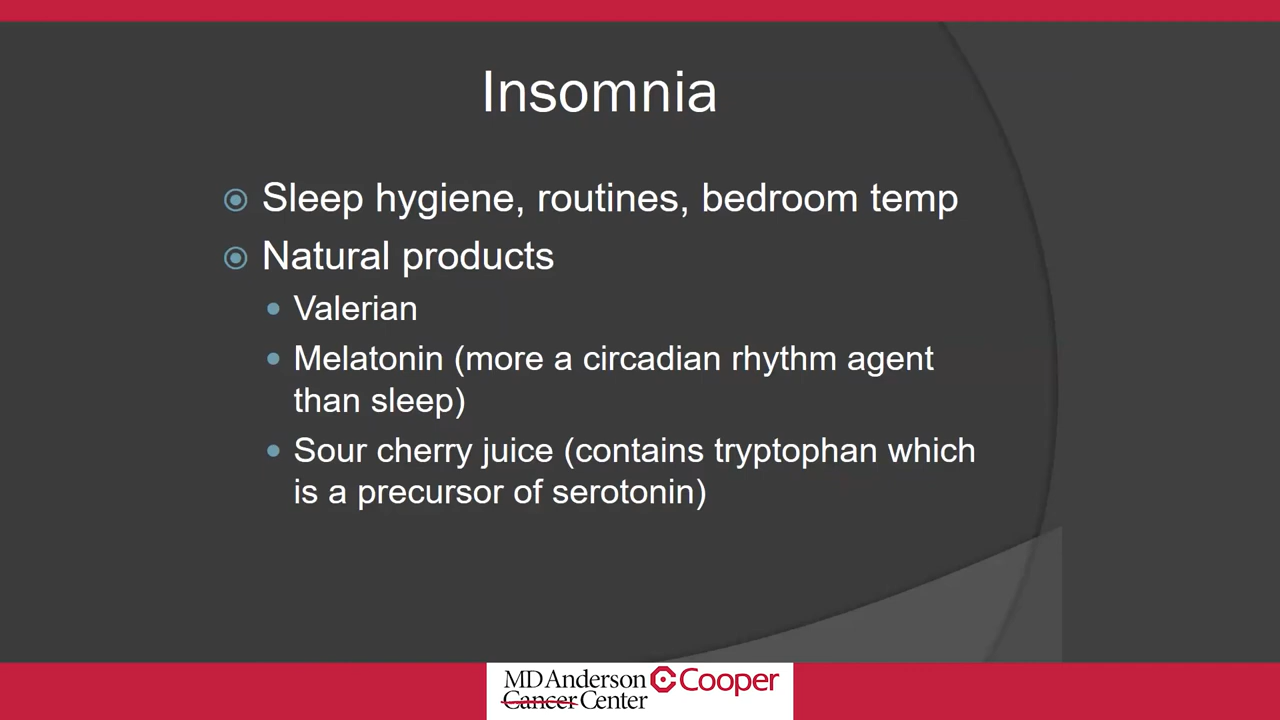 Insomnia
Sleep hygiene, routines, bedroom temp
Natural products
Valerian
Melatonin (more a circadian rhythm agent
than sleep)
Sour cherry juice (contains tryptophan which
is a precursor of serotonin)
MD Anderson Cooper
Cancer Center